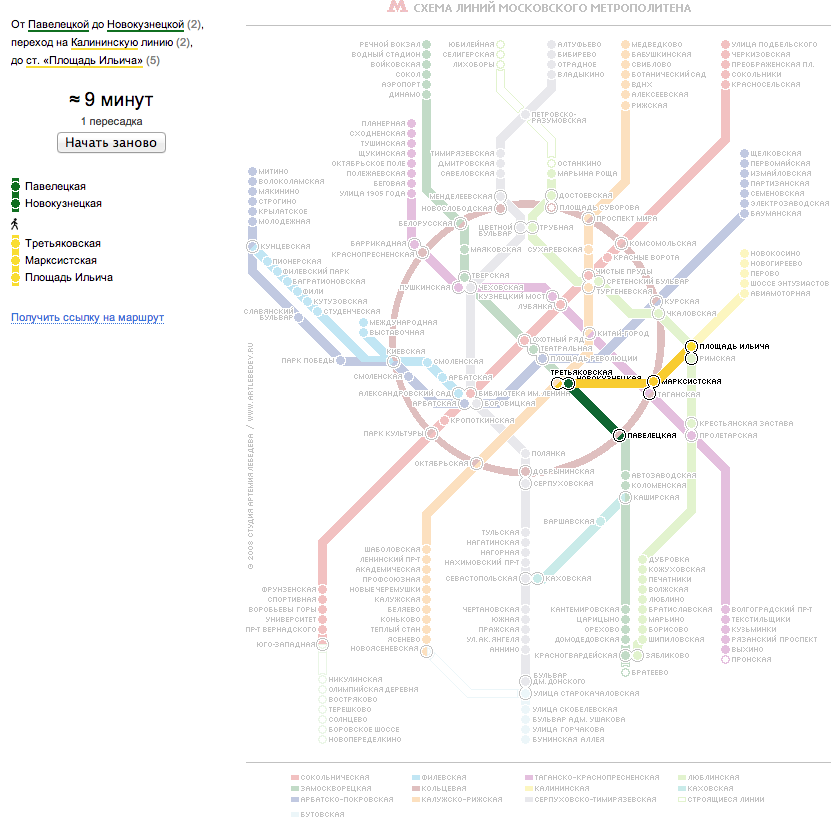 От Павелецкой до Новокузнецкой (2),
переход на Калининскую линию (2),
до ст. «Площадь Ильича» (5)
≈ 9 минут
1 пересадка
Начать заново
Павелецкая
Новокузнецкая
Третьяковская
Марксистская
Площадь Ильича
Получить ссылку на маршрут
М СХЕМА ЛИНИЙ МОСКОВСКОГО МЕТРОПОЛИТЕНА
РЕЧНОЙ ВОКЗАЛ
ВОДНЫЙ СТАДИОН
ВОЙКОВСКАЯ
СОКОЛ
АЭРОПОРТ
ДИНАМО
ЮБИЛЕЙНАЯ
СЕЛИГЕРСКАЯ
ЛИХОБОРЫ
АЛТУФЬЕВО
БИБИРЕВО
ОТРАДНОЕ
ВЛАДЫКИНО
ПЕТРОВСКО-
РАЗУМОВСКАЯ
МЕДВЕДКОВО
БАБУШКИНСКАЯ
СВИБЛОВО
БОТАНИЧЕСКИЙ САД
ВДНХ
АЛЕКСЕЕВСКАЯ
РИЖСКАЯ
УЛИЦА ПОДБЕЛЬСКОГО
ЧЕРКИЗОВСКАЯ
ПРЕОБРАЖЕНСКАЯ ПЛ.
СОКОЛЬНИКИ
КРАСНОСЕЛЬСКАЯ
ПЛАНЕРНАЯ
СХОДНЕНСКАЯ
ТУШИНСКАЯ
ЩУКИНСКАЯ
ОКТЯБРЬСКОЕ ПОЛЕ
ПОЛЕЖАЕВСКАЯ
БЕГОВАЯ
УЛИЦА 1905 ГОДА
ТИМИРЯЗЕВСКАЯ
ДМИТРОВСКАЯ
САВЕЛОВСКАЯ
ОСТАНКИНО
МАРЬИНА РОЩА
ЩЕЛКОВСКАЯ
ПЕРВОМАЙСКАЯ
ИЗМАЙЛОВСКАЯ
ПАРТИЗАНСКАЯ
СЕМЕНОВСКАЯ
ЭЛЕКТРОЗАВОДСКАЯ
БАУМАНСКАЯ
МИТИНО
ВОЛОКОЛАМСКАЯ
МЯКИНИНО
СТРОГИНО
КРЫЛАТСКОЕ
МОЛОДЕЖНАЯ
МЕНДЕЛЕЕВСКАЯ
НОВОСЛОБОДСКАЯ
ДОСТОЕВСКАЯ
ПЛОЩАДЬ СУВОРОВА
ПРОСПЕКТ МИРА
БЕЛОРУССКАЯ
ЦВЕТНОЙ
БУЛЬВАР
ТРУБНАЯ
КУНЦЕВСКАЯ
БАРРИКАДНАЯ
КРАСНОПРЕСНЕНСКАЯ
МАЯКОВСКАЯ
СУХАРЕВСКАЯ
КОМСОМОЛЬСКАЯ
КРАСНЫЕ ВОРОТА
НОВОКОСИНО
НОВОГИРЕЕВО
ПЕРОВО
ШОССЕ ЭНТУЗИАСТОВ
АВИАМОТОРНАЯ
ПИОНЕРСКАЯ
ФИЛЕВСКИЙ ПАРК
БАГРАТИОНОВСКАЯ
ФИЛИ
КУТУЗОВСКАЯ
СТУДЕНЧЕСКАЯ
ТВЕРСКАЯ
ПУШКИНСКАЯ
ЧЕХОВСКАЯ
КУЗНЕЦКИЙ МОСТ
ЛУБЯНКА
ЧИСТЫЕ ПРУДЫ
СРЕТЕНСКИЙ БУЛЬВАР
ТУРГЕНЕВСКАЯ
КУРСКАЯ
ЧКАЛОВСКАЯ
СЛАВЯНСКИЙ
БУЛЬВАР
МЕЖДУНАРОДНАЯ
ВЫСТАВОЧНАЯ
КИТАЙ-ГОРОД
ОХОТНЫЙ РЯД
ТЕАТРАЛЬНАЯ
ПЛОЩАДЬ РЕВОЛЮЦИИ
ПЛОЩАДЬ ИЛЬИЧА
РИМСКАЯ
ПАРК ПОБЕДЫ
КИЕВСКАЯ
СМОЛЕНСКАЯ
СМОЛЕНСКАЯ
АРБАТСКАЯ
ТРЕТЬЯКОВСКАЯ
НОВОКУЗНЕЦКАЯ
МАРКСИСТСКАЯ
ТАГАНСКАЯ
АЛЕКСАНДРОВСКИЙ САД
БИБЛИОТЕКА ИМ. ЛЕНИНА
АРБАТСКАЯ
БОРОВИЦКАЯ
КРОПОТКИНСКАЯ
ПАРК КУЛЬТУРЫ
ПАВЕЛЕЦКАЯ
КРЕСТЬЯНСКАЯ ЗАСТАВА
ПРОЛЕТАРСКАЯ
ПОЛЯНКА
ОКТЯБРЬСКАЯ
ДОБРЫНИНСКАЯ
СЕРПУХОВСКАЯ
АВТОЗАВОДСКАЯ
КОЛОМЕНСКАЯ
КАШИРСКАЯ
ВАРШАВСКАЯ
© 2008 СТУДИЯ АРТЕМИЯ ЛЕБЕДЕВА / WWW.ARTLEBEDEV.RU
ТУЛЬСКАЯ
НАГАТИНСКАЯ
НАГОРНАЯ
НАХИМОВСКИЙ ПР-Т
СЕВАСТОПОЛЬСКАЯ
КАХОВСКАЯ
ШАБОЛОВСКАЯ
ЛЕНИНСКИЙ ПР-Т
АКАДЕМИЧЕСКАЯ
ПРОФСОЮЗНАЯ
НОВЫЕ ЧЕРЕМУШКИ
КАЛУЖСКАЯ
БЕЛЯЕВО
КОНЬКОВО
ТЕПЛЫЙ СТАН
ЯСЕНЕВО
НОВОЯСЕНЕВСКАЯ
ДУБРОВКА
КОЖУХОВСКАЯ
ПЕЧАТНИКИ
ВОЛЖСКАЯ
ЛЮБЛИНО
БРАТИСЛАВСКАЯ
МАРЬИНО
БОРИСОВО
ШИПИЛОВСКАЯ
ЗЯБЛИКОВО
ФРУНЗЕНСКАЯ
СПОРТИВНАЯ
ВОРОБЬЕВЫ ГОРЫ
УНИВЕРСИТЕТ
ПР-Т ВЕРНАДСКОГО
ЮГО-ЗАПАДНАЯ
ЧЕРТАНОВСКАЯ
ЮЖНАЯ
ПРАЖСКАЯ
УЛ. АК. ЯНГЕЛЯ
АННИНО
КАНТЕМИРОВСКАЯ
ЦАРИЦЫНО
ОРЕХОВО
ДОМОДЕДОВСКАЯ
КРАСНОГВАРДЕЙСКАЯ
БРАТЕЕВО
ВОЛГОГРАДСКИЙ ПР-Т
ТЕКСТИЛЬЩИКИ
КУЗЬМИНКИ
РЯЗАНСКИЙ ПРОСПЕКТ
ВЫХИНО
ПРОНСКАЯ
БУЛЬВАР
ДМ. ДОНСКОГО
УЛИЦА СТАРОКАЧАЛОВСКАЯ
УЛИЦА СКОБЕЛЕВСКАЯ
БУЛЬВАР АДМ. УШАКОВА
УЛИЦА ГОРЧАКОВА
БУНИНСКАЯ АЛЛЕЯ
НИКУЛИНСКАЯ
ОЛИМПИЙСКАЯ ДЕРЕВНЯ
ВОСТРЯКОВО
ТЕРЕШКОВО
СОЛНЦЕВО
БОРОВСКОЕ ШОССЕ
НОВОПЕРЕДЕЛКИНО
СОКОЛЬНИЧЕСКАЯ
ЗАМОСКВОРЕЦКАЯ
АРБАТСКО-ПОКРОВСКАЯ
БУТОВСКАЯ
ФИЛЕВСКАЯ
КОЛЬЦЕВАЯ
КАЛУЖСКО-РИЖСКАЯ
ТАГАНСКО-КРАСНОПРЕСНЕНСКАЯ
КАЛИНИНСКАЯ
СЕРПУХОВСКО-ТИМИРЯЗЕВСКАЯ
ЛЮБЛИНСКАЯ
КАХОВСКАЯ
СТРОЯЩИЕСЯ ЛИНИИ